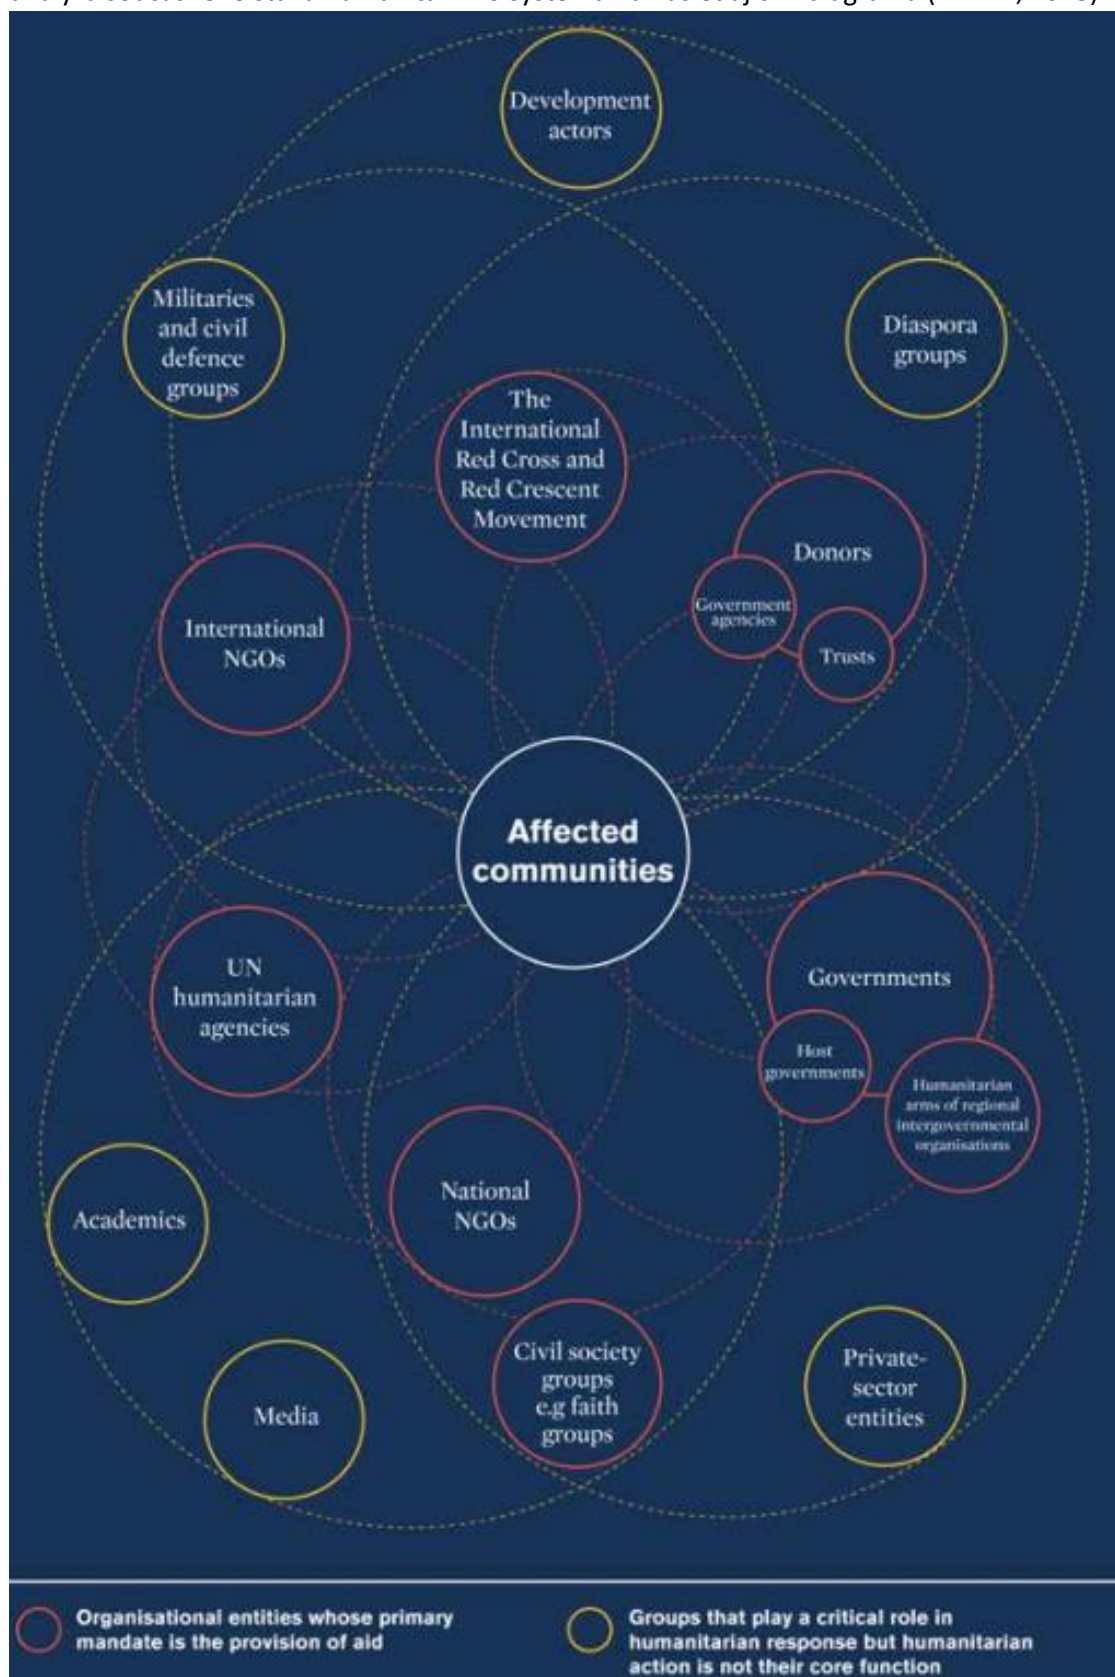 Development
actors
Militaries
and civil
defence
groups
Diaspora
groups
The
International
Red Cross and
Red Crescent
Movement
Donors
Government
agencies
Trusts
International
NGOs
Affected
communities
UN
humanitarian
agencies
Governments
Host
governments
Humanitarian
arms of regional
intergovernmental
organisations
National
NGOs
Academics
Civil society
groups
e.g faith
groups
Private-
sector
entities
Media
Organisational entities whose primary
mandate is the provision of aid
Groups that play a critical role in
humanitarian response but humanitarian
action is not their core function